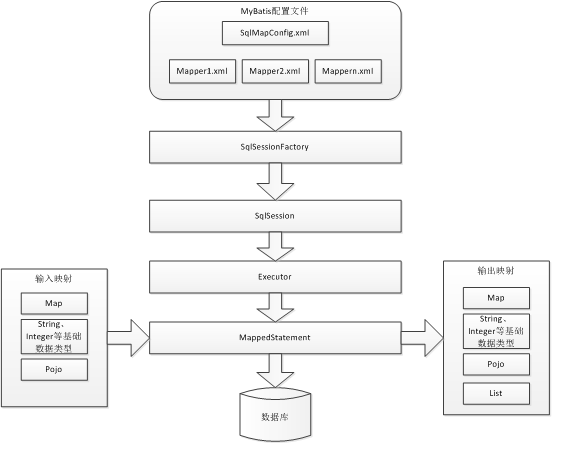 MyBatis配置文件
SqlMapConfig.xml
Mapper1.xml
Mapper2.xml
Mappern.xml
SqlSessionFactory
SqlSession
Executor
输入映射
Map
String、
Integer等基础
数据类型
Pojo
MappedStatement
输出映射
Map
String、
Integer等基础
数据类型
Pojo
List
数据库